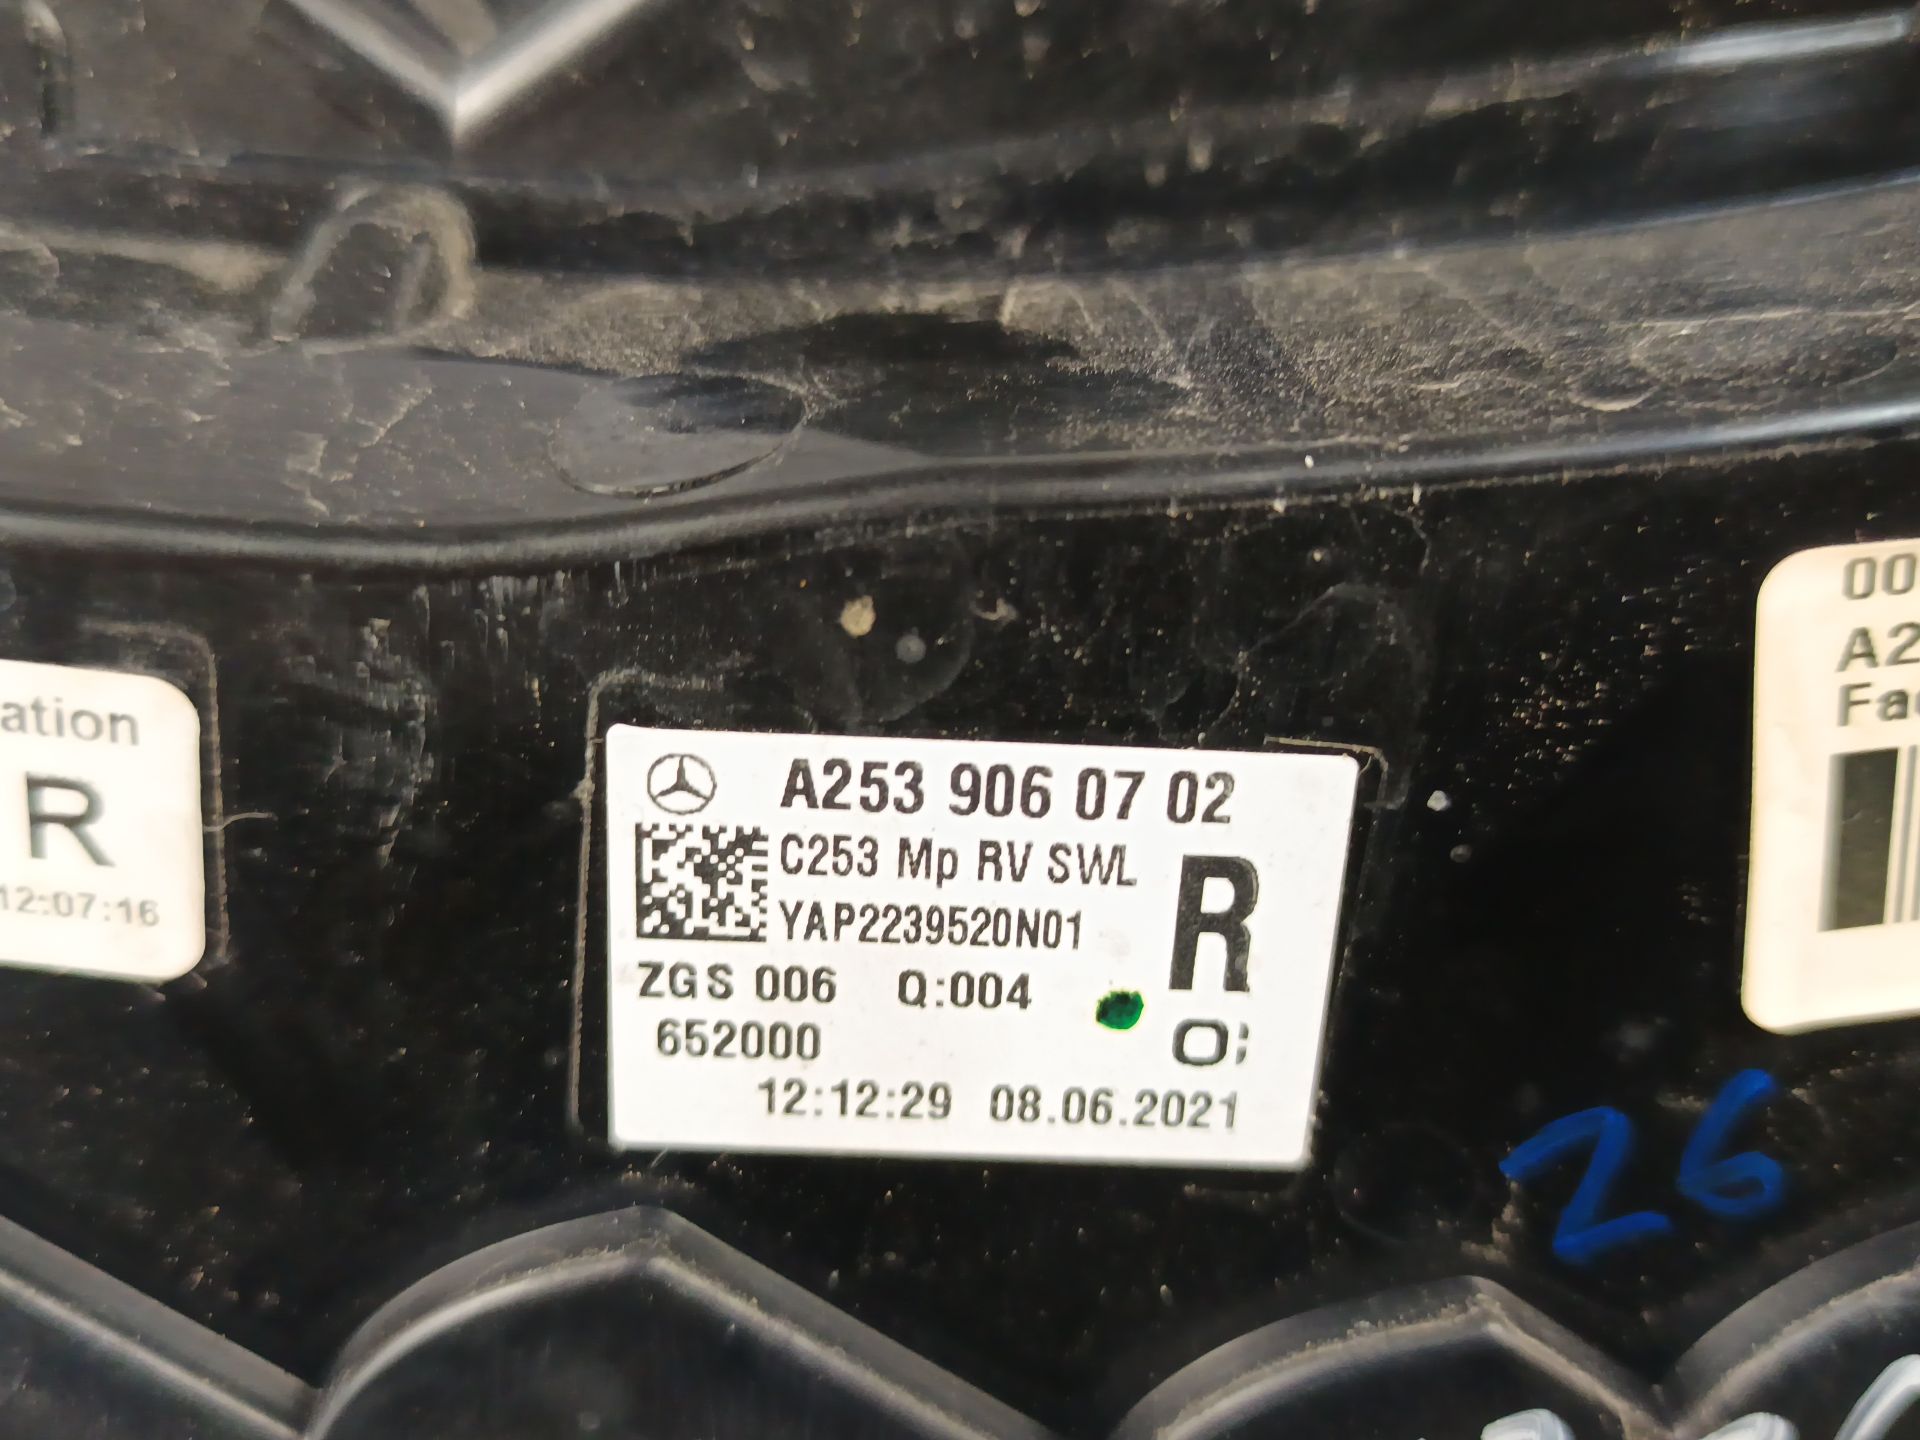 ation
R
12:07:16
A253 906 07 02
C253 Mp RV SWL
YAP2239520N01
R
ZGS 006 Q:004
O;
652000
12:12:29 08.06.2021
00
A2
Fa
26